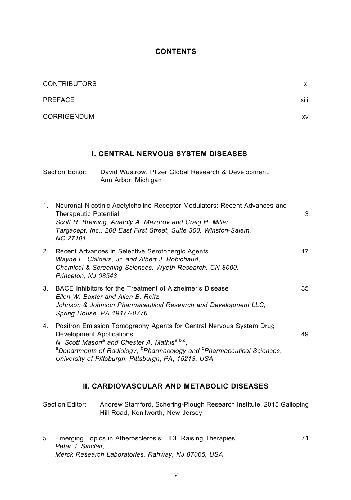 CONTENTS
CONTRIBUTORS
PREFACE xiii
CORRIGENDUM xv
I. CENTRAL NERVOUS SYSTEM DISEASES
Section Editor: David Wustrow, Pfizer Global Research & Development,
Ann Arbor, Michigan
1. Neuronal Nicotinic Acetylcholine Receptor Modulators: Recent Advances and
Therapeutic Potential 3
Scott R. Breining, Anatoly A. Mazurov and Craig H. Miller
Targacept, Inc., 200 East First Street, Suite 300, Winston-Salem,
NC 27101
2. Recent Advances in Selective Serotonergic Agents 17
Wayne E. Childers, Jr. and Albert J. Robichaud,
Chemical & Screening Sciences, Wyeth Research, CN 8000,
Princeton, NJ 08543
3. BACE Inhibitors for the Treatment of Alzheimer's Disease 35
Ellen W. Baxter and Allen B. Reitz
Johnson & Johnson Pharmaceutical Research and Development LLC,
Spring House, PA
4. Positron Emission Tomography Agents for Central Nervous System Drug
Development Applications 49
N. Scott Mason and Chester A. Mathis
Departments of Radiology, Pharmacology and Pharmaceutical Sciences,
University of Pittsburgh, Pittsburgh, PA, 15213, USA
II. CARDIOVASCULAR AND METABOLIC DISEASES
Section Editor: Andrew Stamford, Schering-Plough Research Institute, 2015 Galloping
Hill Road, Kenilworth, New Jersey
5. Emerging Topics in Atherosclerosis: HDL Raising Therapies 71
Peter J. Sinclair,
Merck Research Laboratories, Rahway, NJ 07065, USA